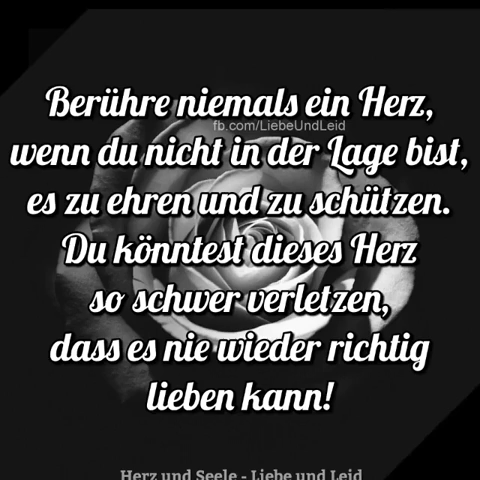 Berühre niemals ein Herz,
fb.com/LiebeUndLeid
wenn du nicht in der Lage bist,
es zu ehren und zu schützen.
Du könntest dieses Herz
so schwer verletzen,
dass es nie wieder richtig
lieben kann!
Herz und Seele - Liebe und Leid